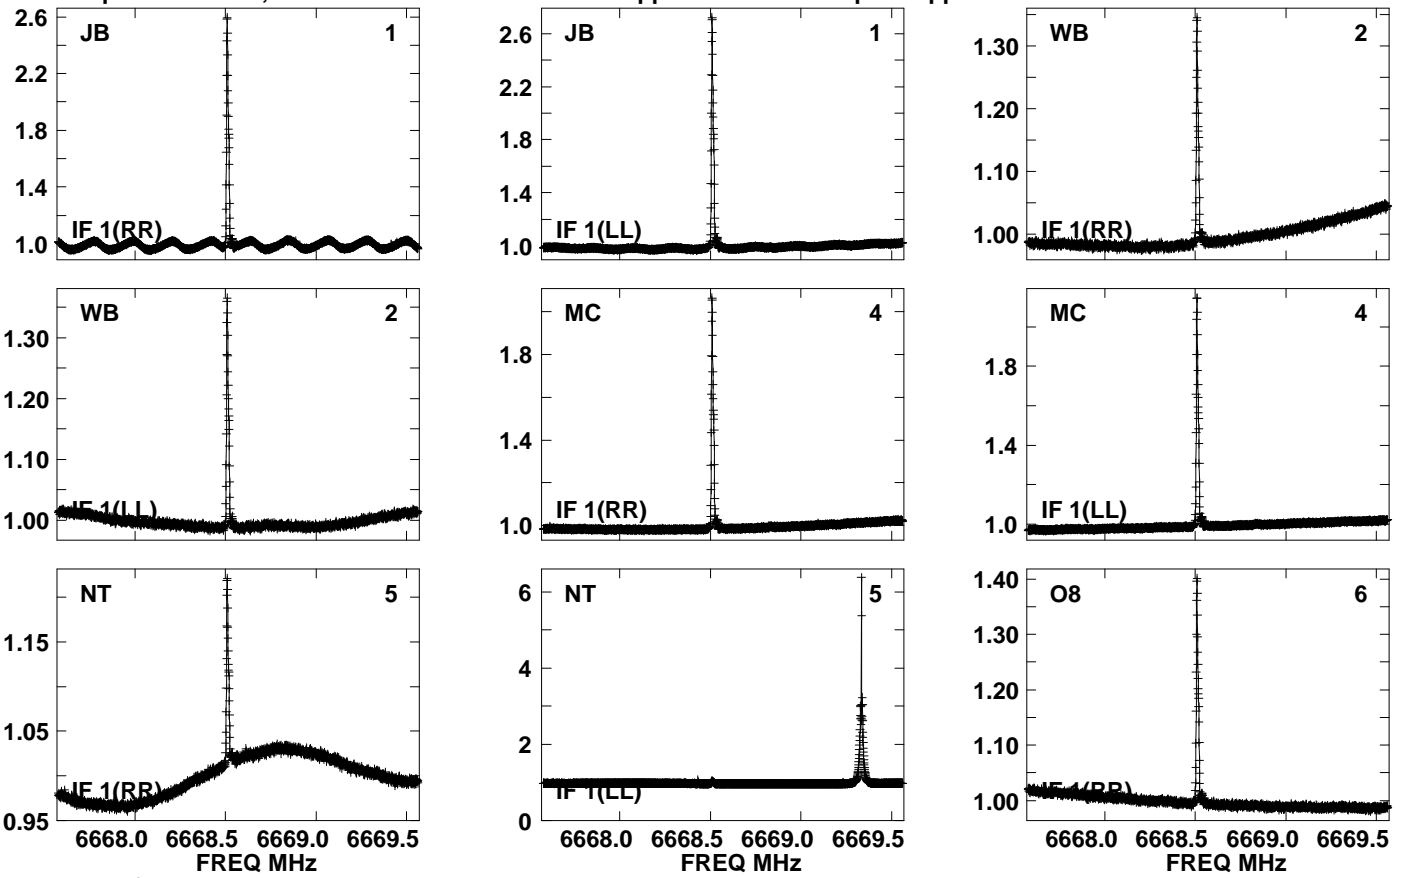 JB 1
2.6
2.2
1.8
1.4
1.0
IF 1(RR)
JB 1
2.6
2.2
1.8
1.4
1.0
IF 1(LL)
WB 2
1.30
1.20
1.10
1.00
IF 1(RR)
WB 2
1.30
1.20
1.10
1.00
IF 1(LL)
MC 4
1.8
1.4
1.0
IF 1(RR)
MC 4
1.8
1.4
1.0
IF 1(LL)
NT 5
1.15
1.05
0.95
IF 1(RR)
6668.0 6668.5 6669.0 6669.5
FREQ MHz
NT 5
6
4
2
0
IF 1(LL)
6668.0 6668.5 6669.0 6669.5
FREQ MHz
O8 6
1.40
1.30
1.20
1.10
1.00
IF 1(RR)
6668.0 6668.5 6669.0 6669.5
FREQ MHz